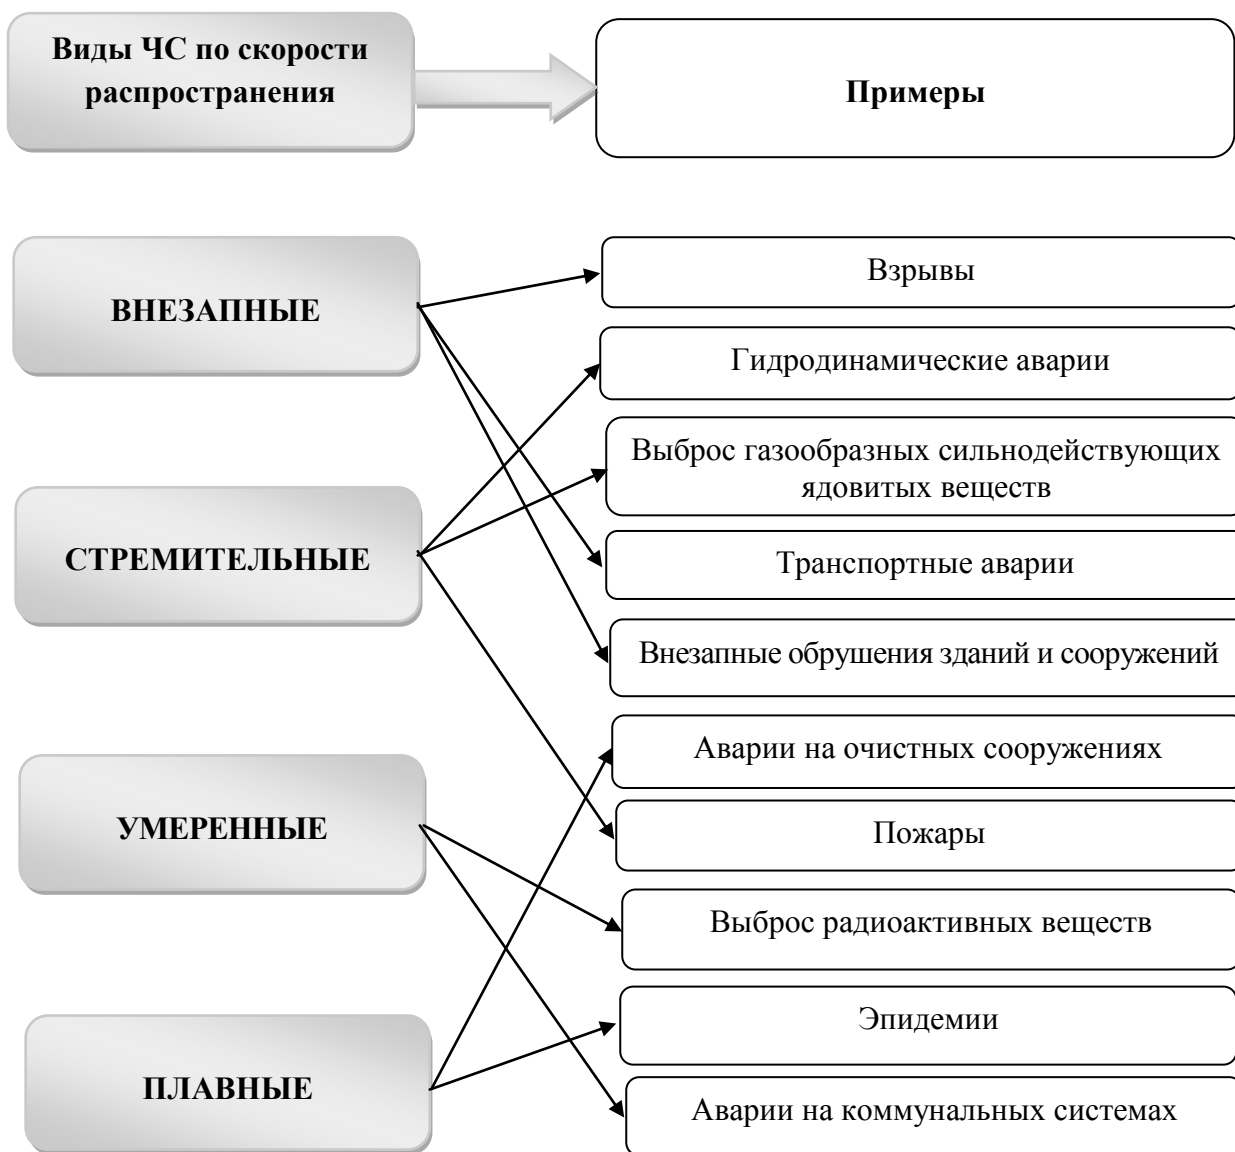 Виды ЧС по скорости
распространения
Примеры
ВНЕЗАПНЫЕ
СТРЕМИТЕЛЬНЫЕ
УМЕРЕННЫЕ
ПЛАВНЫЕ
Взрывы
Гидродинамические аварии
Выброс газообразных сильнодействующих
ядовитых веществ
Транспортные аварии
Внезапные обрушения зданий и сооружений
Аварии на очистных сооружениях
Пожары
Выброс радиоактивных веществ
Эпидемии
Аварии на коммунальных системах